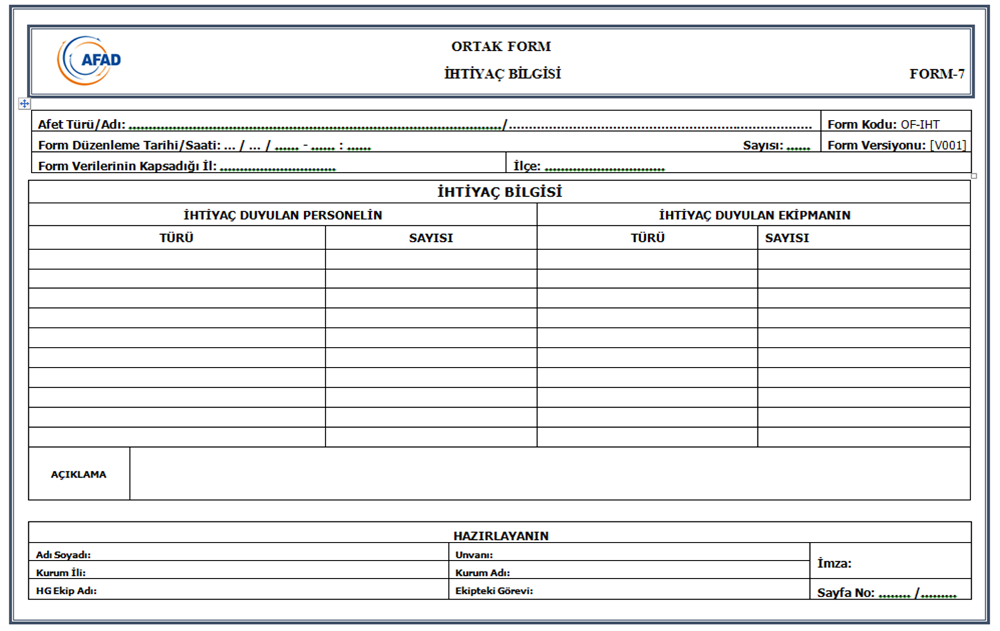 AFAD
ORTAK FORM
İHTİYAÇ BİLGİSİ
FORM-7
Afet Türü/Adı: ........................................................................................../........................................................................... Form Kodu: OF-IHT
Form Düzenleme Tarihi/Saati: ... / ... / ...... - ...... : ...... Sayısı: ...... Form Versiyonu: [V001]
Form Verilerinin Kapsadığı İl: ............................. İlçe: ..............................
İHTİYAÇ BİLGİSİ
İHTİYAÇ DUYULAN PERSONELİN İHTİYAÇ DUYULAN EKİPMANIN
TÜRÜ SAYISI TÜRÜ SAYISI
AÇIKLAMA
HAZIRLAYANIN
Adı Soyadı: Unvanı:
İmza:
Kurum İli: Kurum Adı:
HG Ekip Adı: Ekipteki Görevi:
Sayfa No: ........ /.........